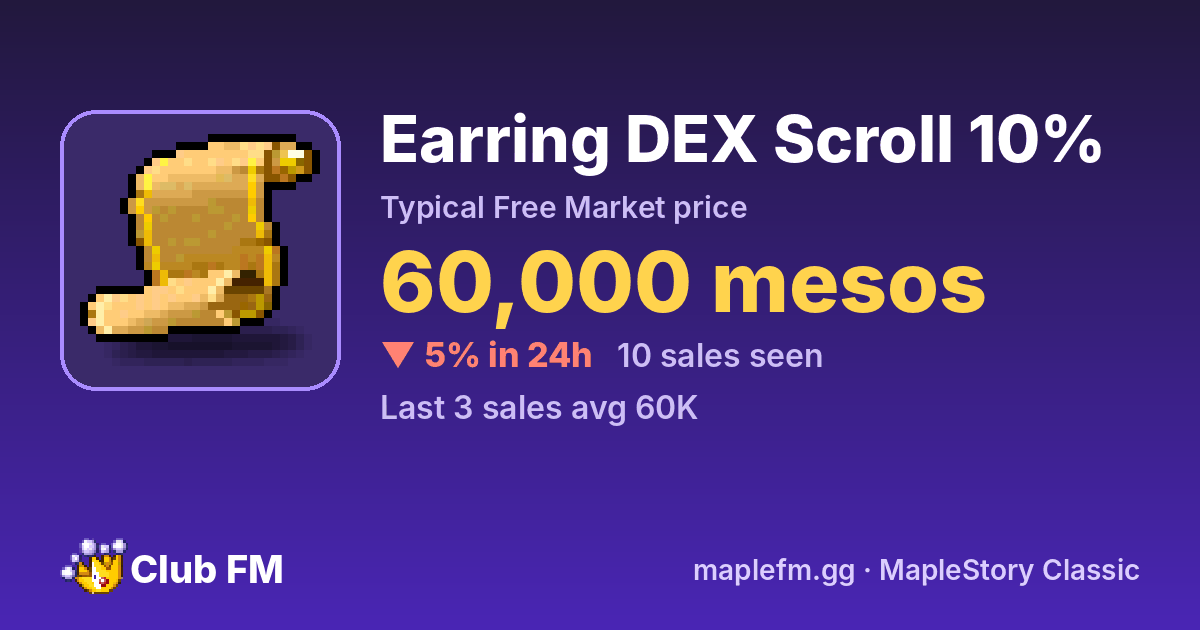 Earring DEX Scroll 10%
Typical Free Market price
60,000 mesos
▼ 5% in 24h 10 sales seen
Last 3 sales avg 60K
Club FM
maplefm.gg · MapleStory Classic